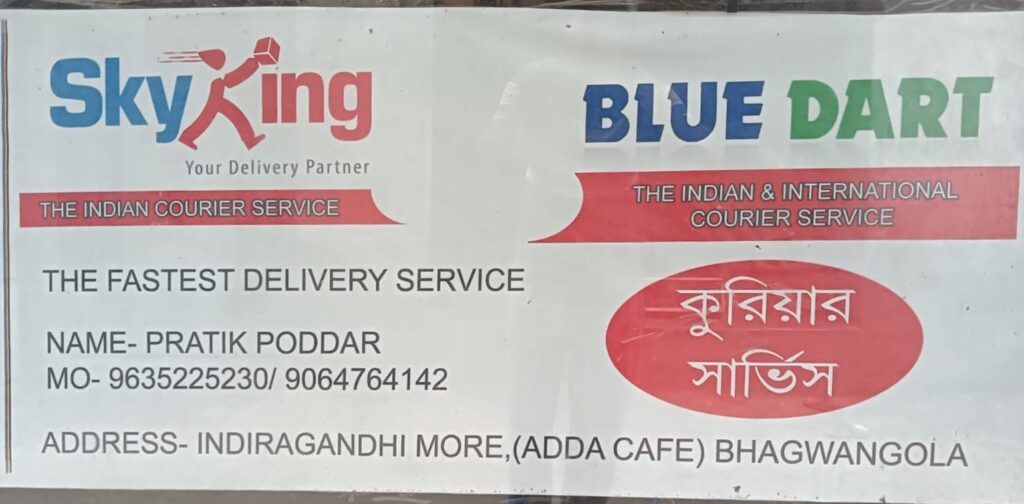 SkyKing
Your Delivery Partner
THE INDIAN COURIER SERVICE
BLUE DART
THE INDIAN & INTERNATIONAL
COURIER SERVICE
THE FASTEST DELIVERY SERVICE
NAME- PRATIK PODDAR
MO- 9635225230/ 9064764142
কুরিয়ার
সার্ভিস
ADDRESS- INDIRAGANDHI MORE,(ADDA CAFE) BHAGWANGOLA